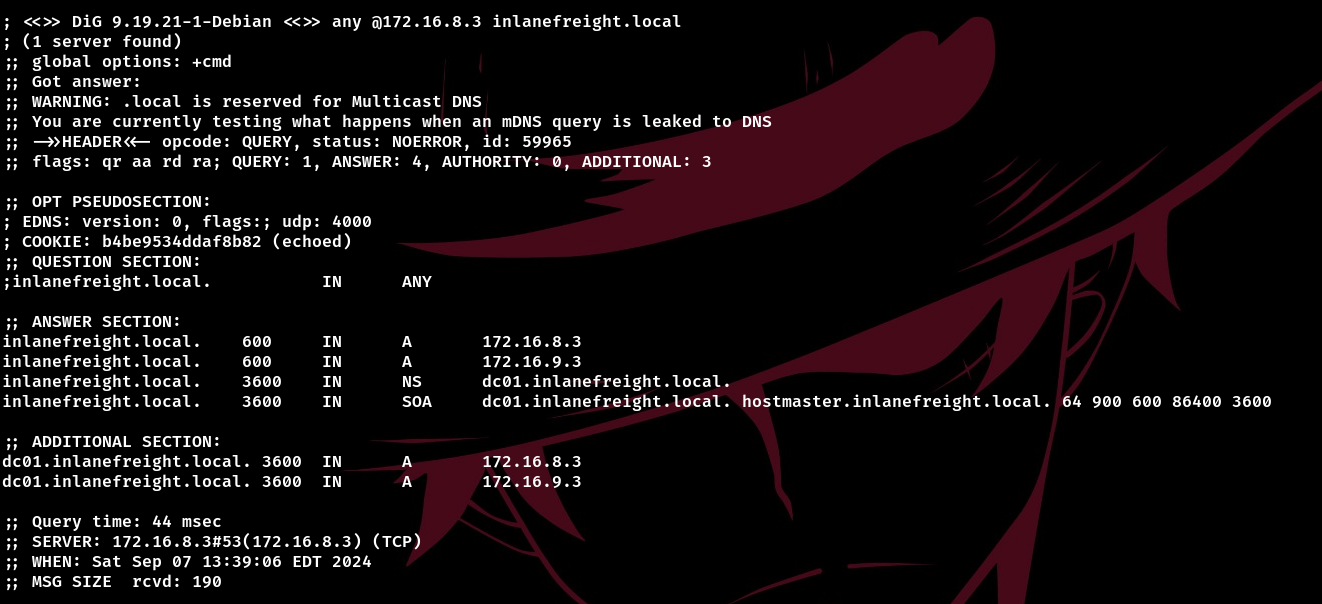 ; <<>> DiG 9.19.21-1-Debian <<>> any @172.16.8.3 inlanefreight.local
; (1 server found)
;; global options: +cmd
;; Got answer:
;; WARNING: .local is reserved for Multicast DNS
;; You are currently testing what happens when an mDNS query is leaked to DNS
;; ->>HEADER<<- opcode: QUERY, status: NOERROR, id: 59965
;; flags: qr aa rd ra; QUERY: 1, ANSWER: 4, AUTHORITY: 0, ADDITIONAL: 3
;; OPT PSEUDOSECTION:
; EDNS: version: 0, flags:; udp: 4000
; COOKIE: b4be9534ddaf8b82 (echoed)
;; QUESTION SECTION:
;inlanefreight.local.           IN      ANY
;; ANSWER SECTION:
inlanefreight.local.    600     IN      A       172.16.8.3
inlanefreight.local.    600     IN      A       172.16.9.3
inlanefreight.local.    3600    IN      NS      dc01.inlanefreight.local.
inlanefreight.local.    3600    IN      SOA     dc01.inlanefreight.local. hostmaster.inlanefreight.local. 64 900 600 86400 3600
;; ADDITIONAL SECTION:
dc01.inlanefreight.local. 3600  IN      A       172.16.8.3
dc01.inlanefreight.local. 3600  IN      A       172.16.9.3
;; Query time: 44 msec
;; SERVER: 172.16.8.3#53(172.16.8.3) (TCP)
;; WHEN: Sat Sep 07 13:39:06 EDT 2024
;; MSG SIZE  rcvd: 190